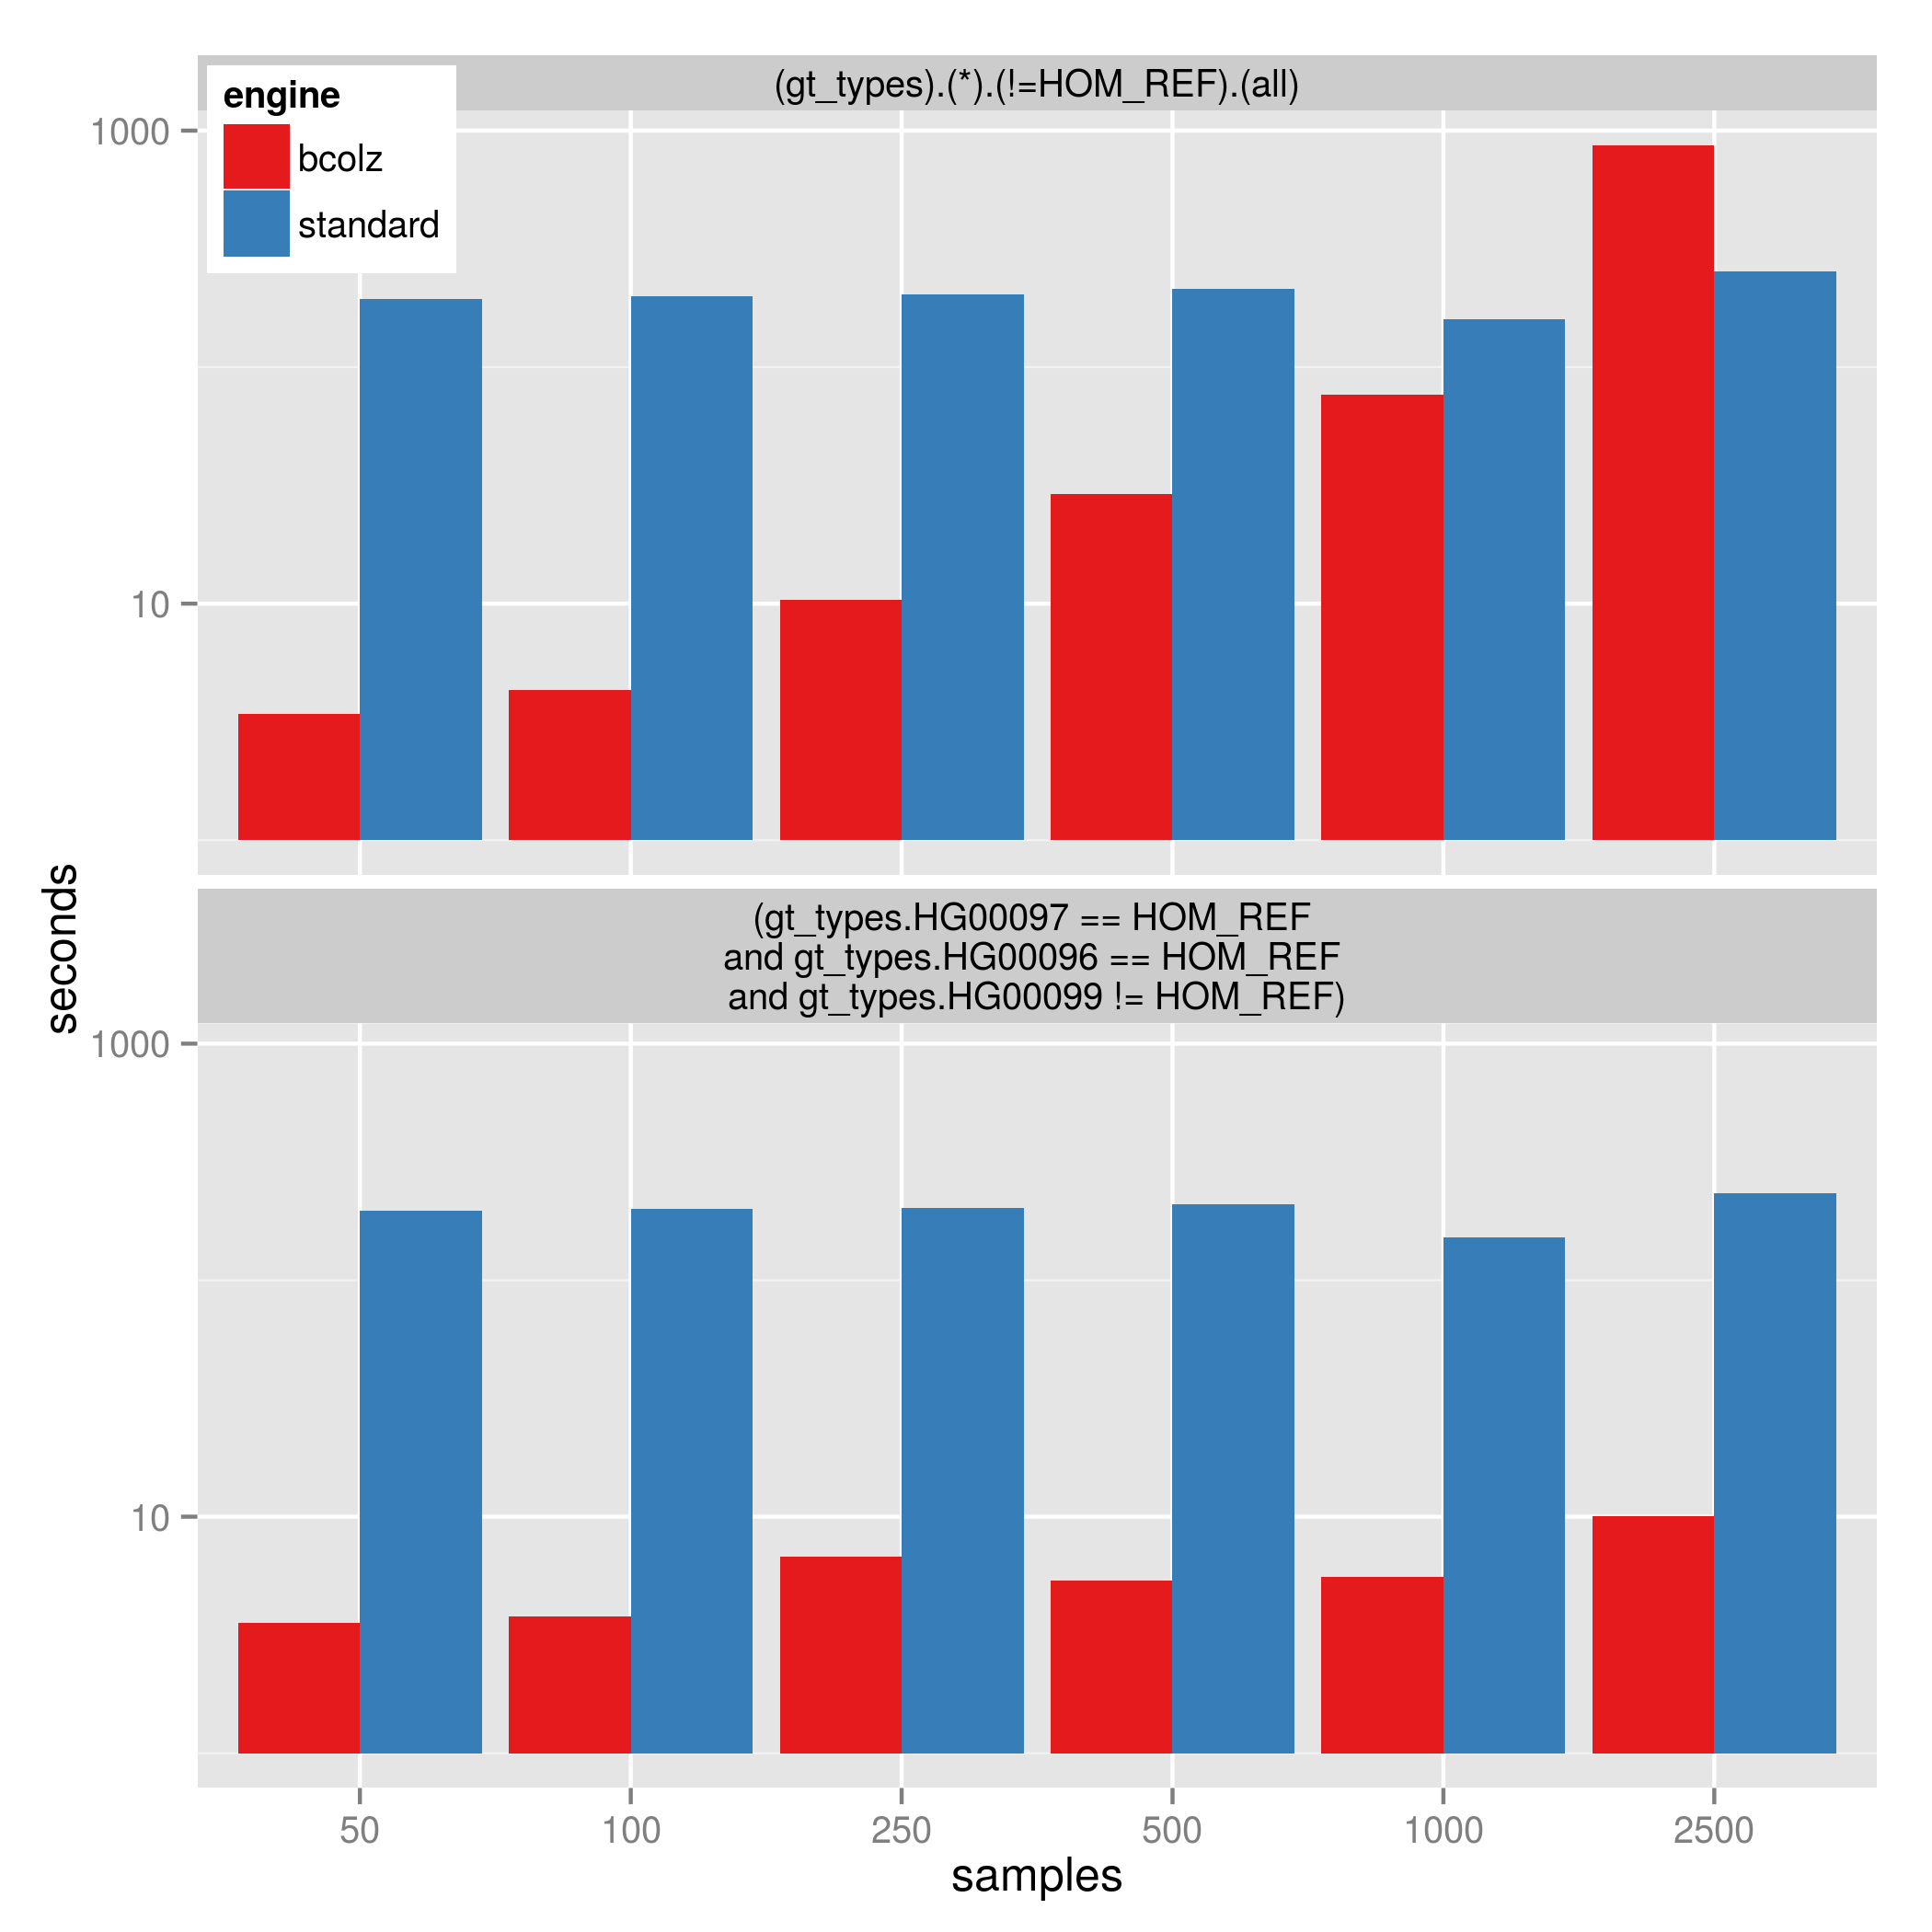 (gt_types).(*).(!=HOM_REF).(all)
engine
bcolz
standard
1000
10
seconds
(gt_types.HG00097 == HOM_REF
and gt_types.HG00096 == HOM_REF
and gt_types.HG00099 != HOM_REF)
1000
10
50 100 250 500 1000 2500
samples